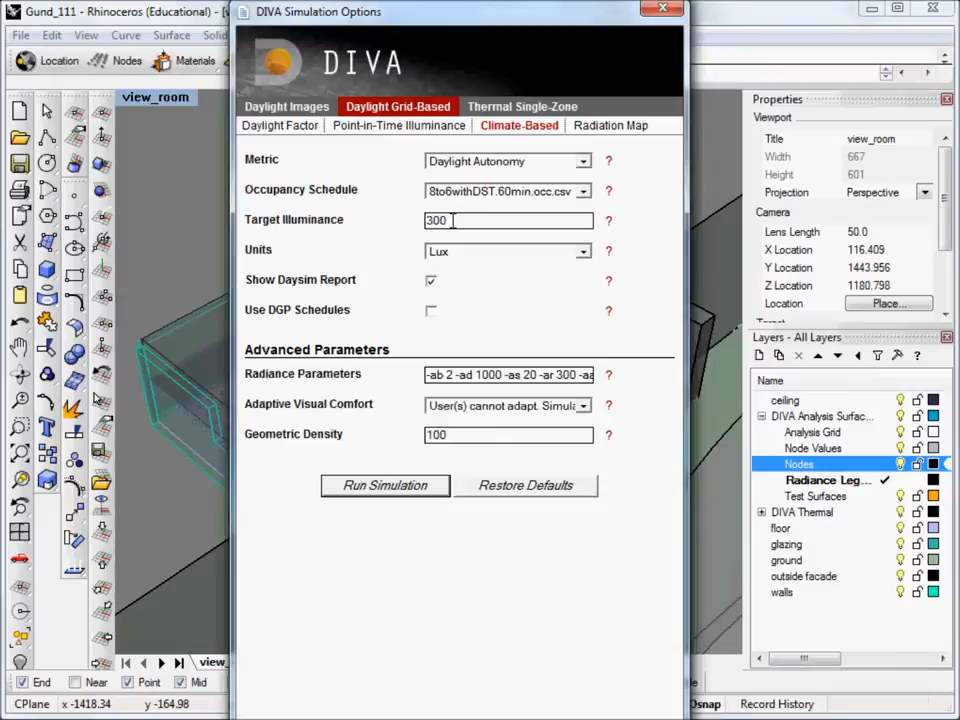 Gund_111 - Rhinoceros (Educational) - [v
DIVA Simulation Options
File Edit View Curve Surface Solid
Location Nodes Materials
DIVA
view_room
Daylight Images Daylight Grid-Based Thermal Single-Zone
Daylight Factor Point-in-Time Illuminance Climate-Based Radiation Map
Metric Daylight Autonomy ?
Occupancy Schedule 8to6withDST.60min.occ.csv ?
Target Illuminance 300 ?
Units Lux ?
Show Daysim Report ?
Use DGP Schedules ?
Advanced Parameters
Radiance Parameters -ab 2 -ad 1000 -as 20 -ar 300 -aa ?
Adaptive Visual Comfort User(s) cannot adapt. Simula ?
Geometric Density 100 ?
Run Simulation Restore Defaults
Properties
Viewport
Title view_room
Width 667
Height 601
Projection Perspective
Camera
Lens Length 50.0
X Location 116.409
Y Location 1443.956
Z Location 1180.798
Location Place...
Target
Layers - All Layers
?
Name
ceiling
DIVA Analysis Surfac...
Analysis Grid
Node Values
Nodes
Radiance Leg...
Test Surfaces
DIVA Thermal
floor
glazing
ground
outside facade
walls
view_
End Near Point Mid
CPlane x -1418.34 y -164.98
Osnap Record History